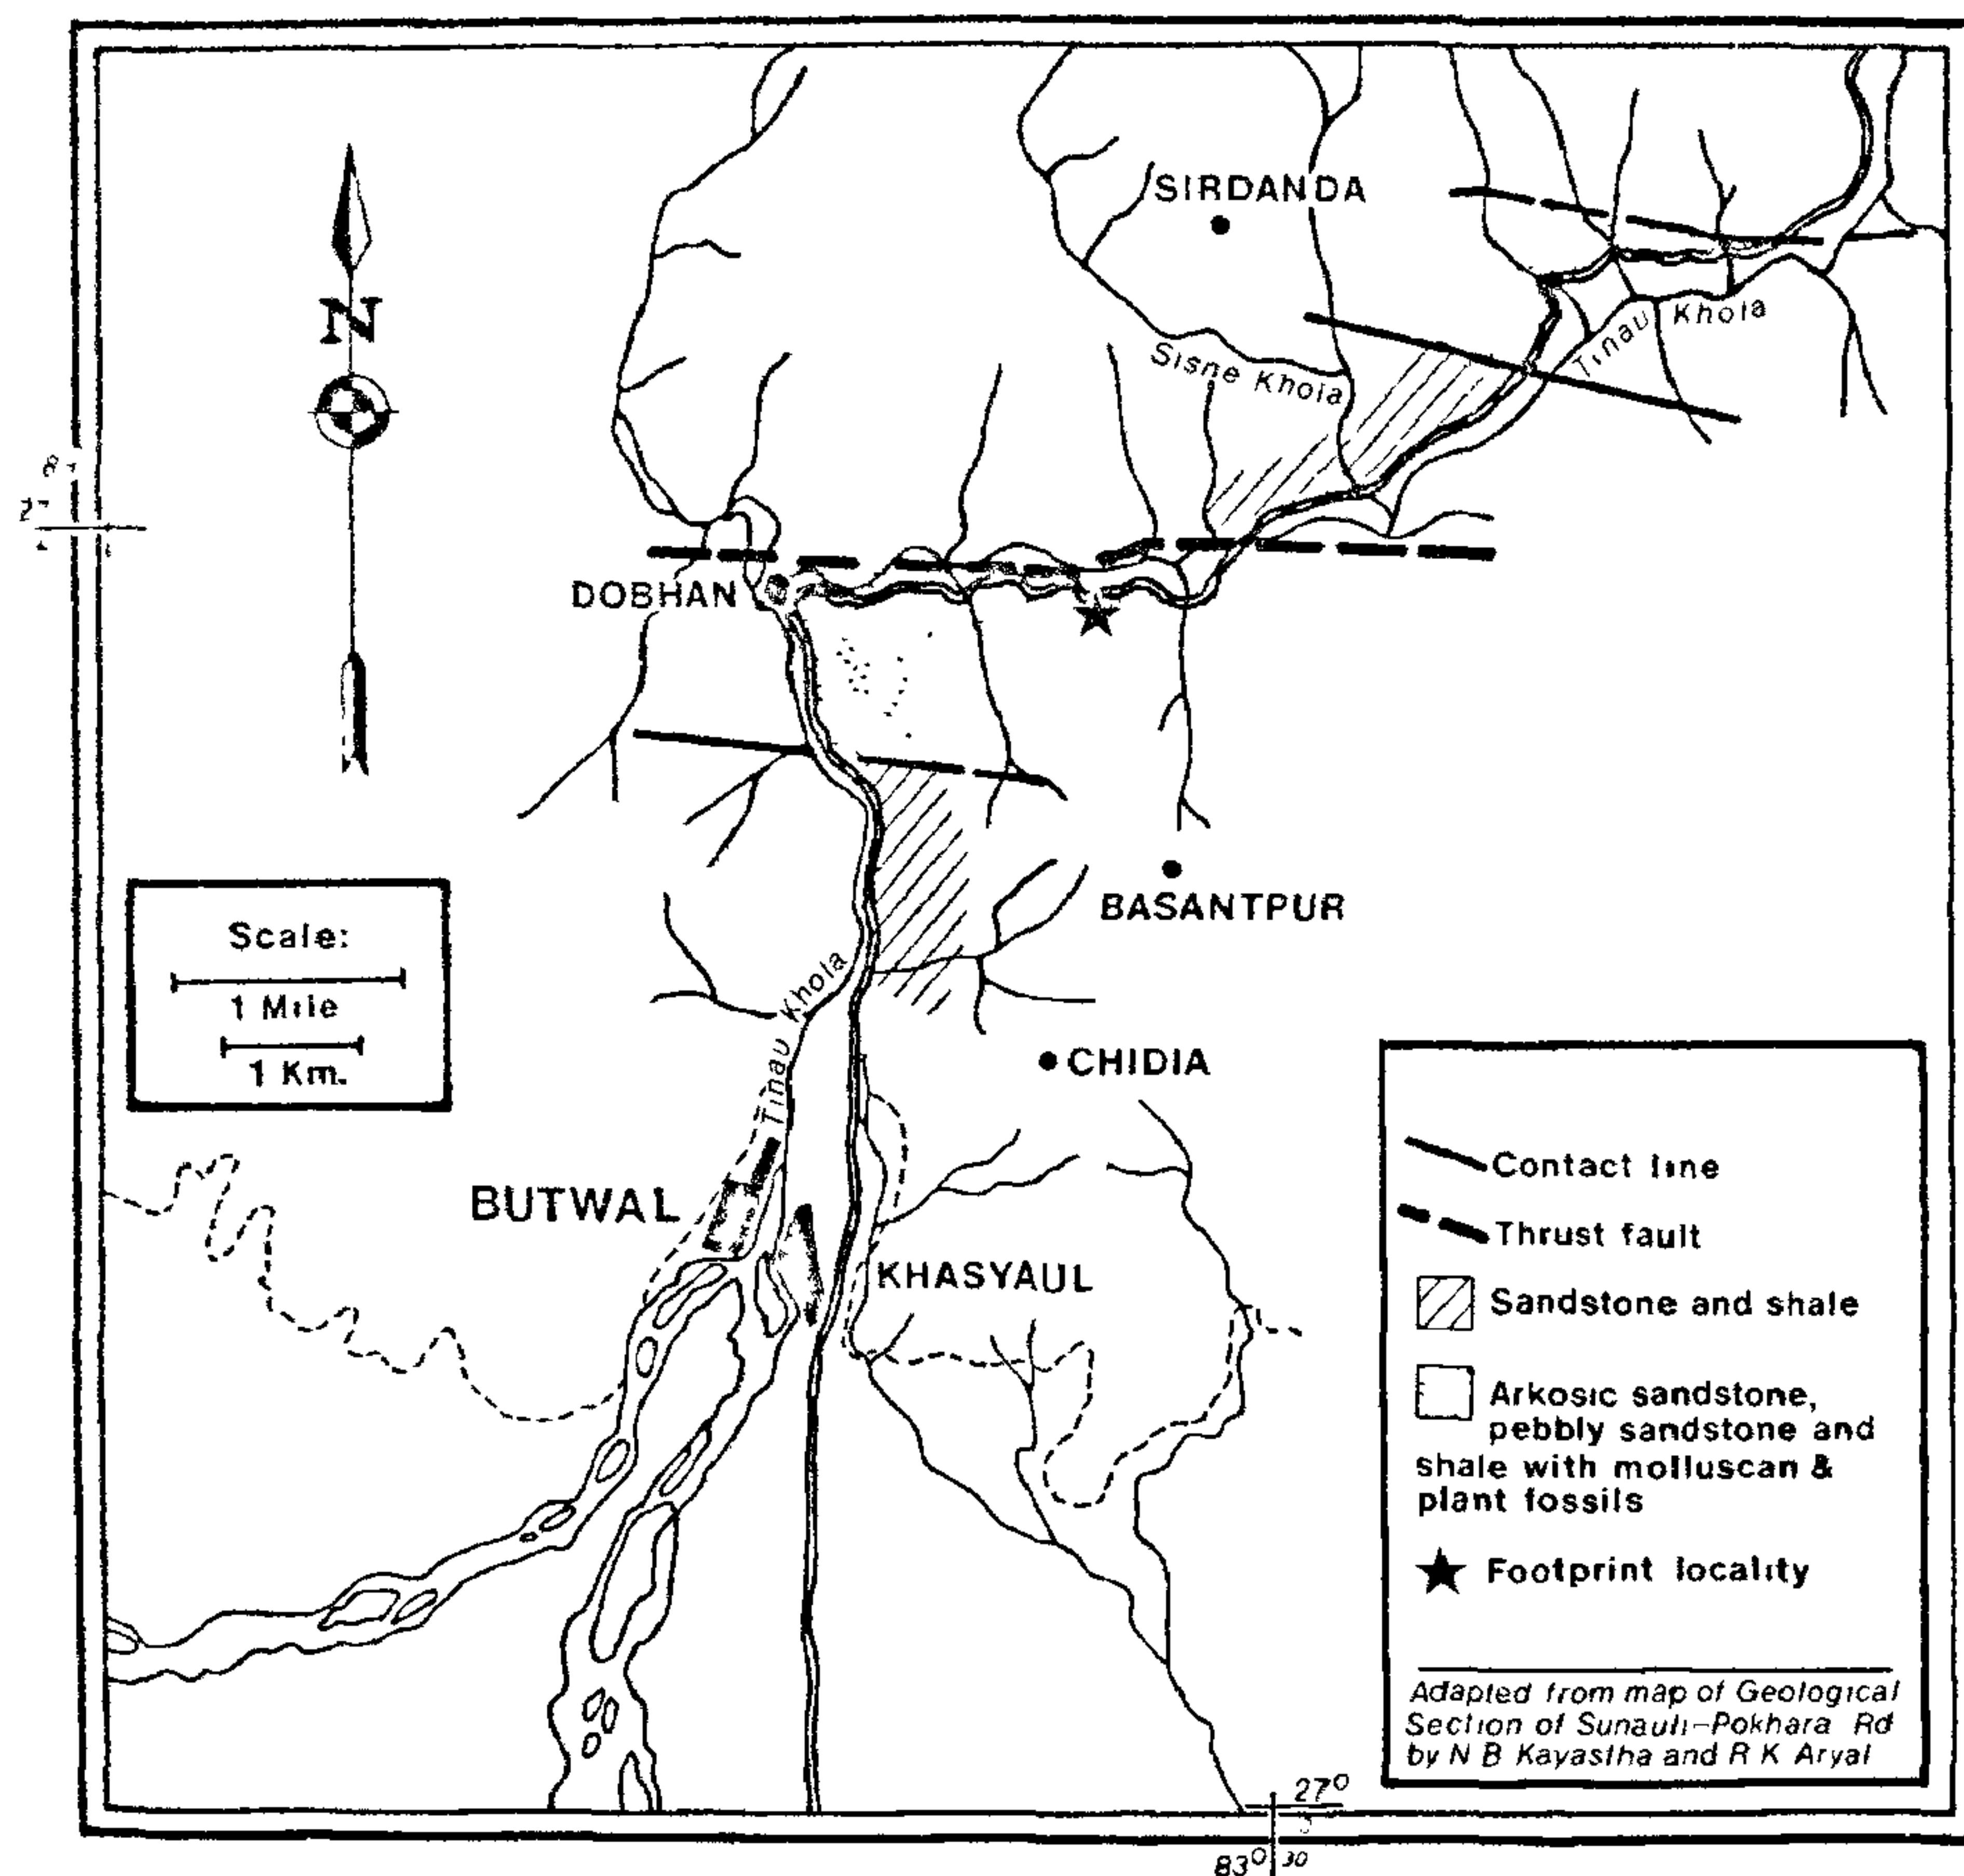 SIRDANDA
N
Sisne Khola
Tinau Khola
DOBHAN
BASANTPUR
Scale:
1 Mile
1 Km.
Tinau Khola
CHIDIA
BUTWAL
KHASYAUL
Contact line
Thrust fault
Sandstone and shale
Arkosic sandstone,
pebbly sandstone and
shale with molluscan &
plant fossils
Footprint locality
Adapted from map of Geological
Section of Sunauli-Pokhara Rd
by N B Kayastha and R K Aryal
27⁰
83⁰ 30